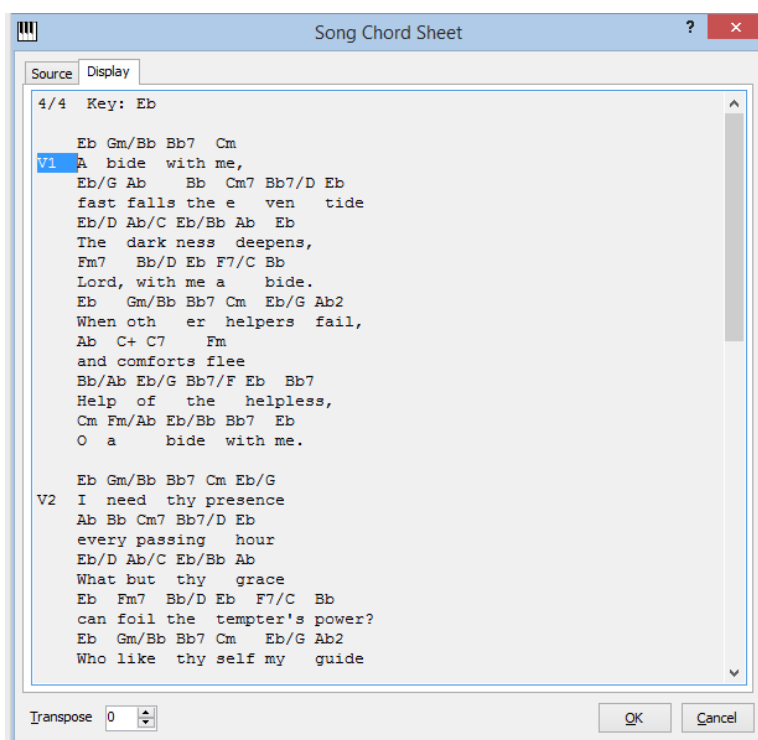 Song Chord Sheet ? ×
Source Display
4/4 Key: Eb
Eb Gm/Bb Bb7 Cm
V1 A bide with me,
Eb/G Ab Bb Cm7 Bb7/D Eb
fast falls the e ven tide
Eb/D Ab/C Eb/Bb Ab Eb
The dark ness deepens,
Fm7 Bb/D Eb F7/C Bb
Lord, with me a bide.
Eb Gm/Bb Bb7 Cm Eb/G Ab2
When oth er helpers fail,
Ab C+ C7 Fm
and comforts flee
Bb/Ab Eb/G Bb7/F Eb Bb7
Help of the helpless,
Cm Fm/Ab Eb/Bb Bb7 Eb
O a bide with me.
Eb Gm/Bb Bb7 Cm Eb/G
V2 I need thy presence
Ab Bb Cm7 Bb7/D Eb
every passing hour
Eb/D Ab/C Eb/Bb Ab
What but thy grace
Eb Fm7 Bb/D Eb F7/C Bb
can foil the tempter's power?
Eb Gm/Bb Bb7 Cm Eb/G Ab2
Who like thy self my guide
Transpose 0 OK Cancel